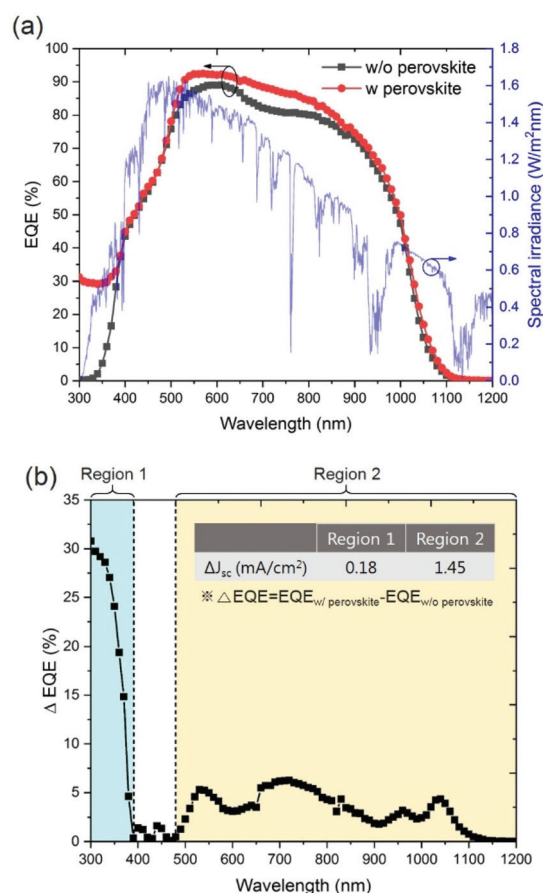 (a)
EQE (%)
100
90
80
70
60
50
40
30
20
10
0
w/o perovskite
w perovskite
1.8
1.6
1.4
1.2
1.0
0.8
0.6
0.4
0.2
0.0
Spectral irradiance (W/m²nm)
300 400 500 600 700 800 900 1000 1100 1200
Wavelength (nm)
(b)
Region 1 Region 2
Δ EQE (%)
35
30
25
20
15
10
5
0
Region 1 Region 2
ΔJsc (mA/cm²) 0.18 1.45
※ △EQE=EQEw/ perovskite-EQEw/o perovskite
300 400 500 600 700 800 900 1000 1100 1200
Wavelength (nm)